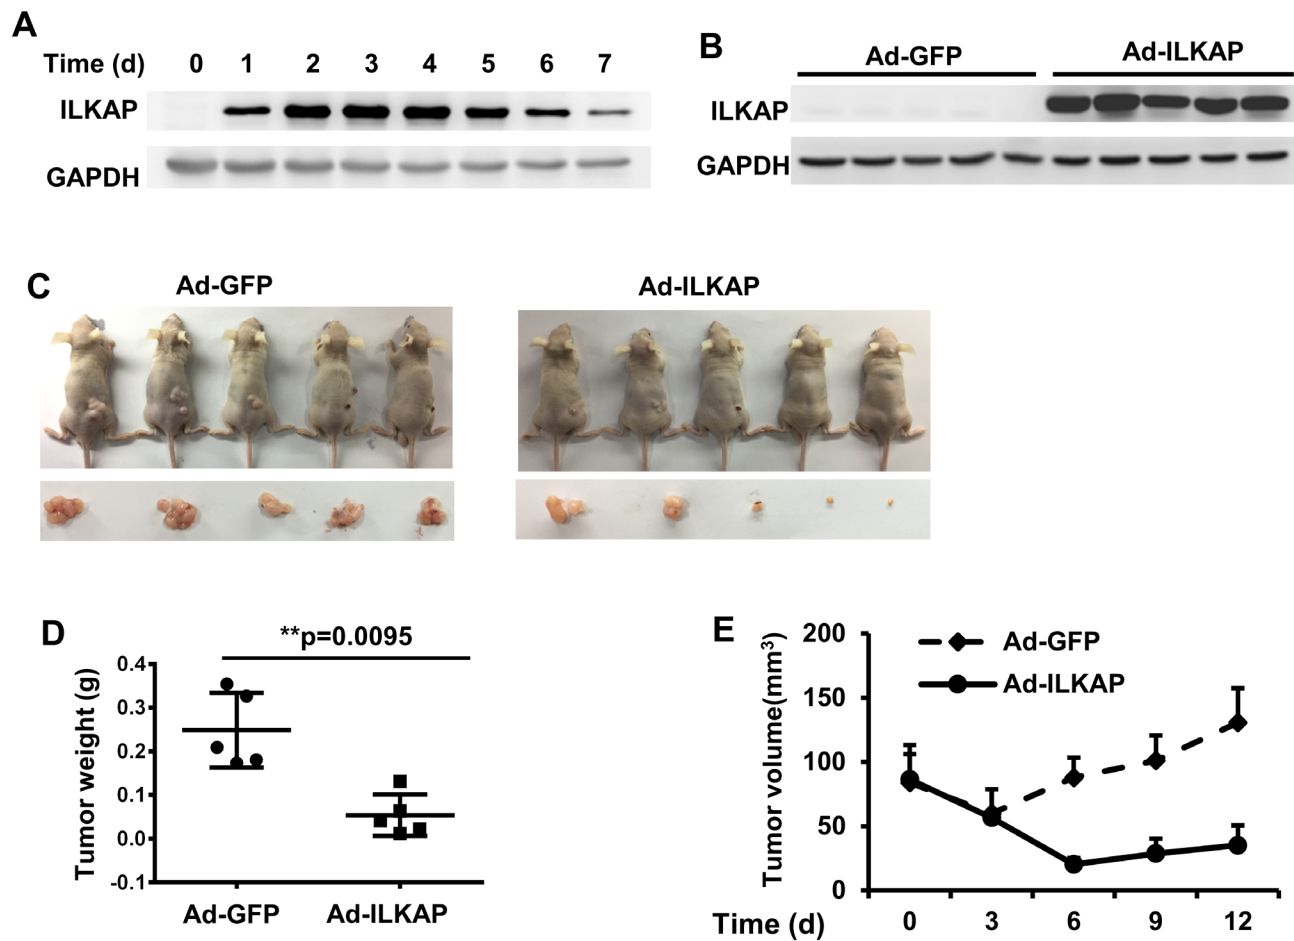 A
Time (d) 0 1 2 3 4 5 6 7
ILKAP
GAPDH
B
Ad-GFP Ad-ILKAP
ILKAP
GAPDH
C
Ad-GFP Ad-ILKAP
D
**p=0.0095
Tumor weight (g)
0.4
0.3
0.2
0.1
0.0
-0.1
Ad-GFP Ad-ILKAP
E
Tumor volume(mm³)
200
150
100
50
0
Ad-GFP
Ad-ILKAP
Time (d) 0 3 6 9 12